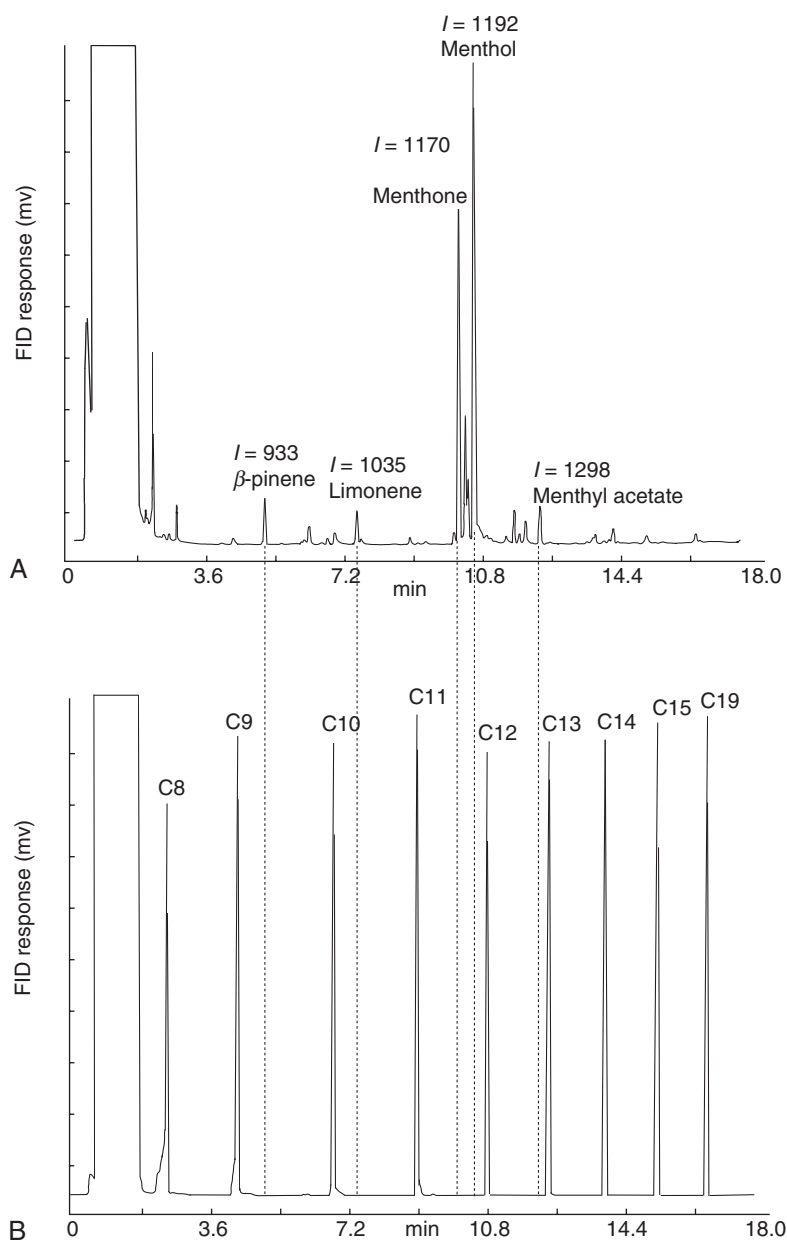 I = 1192
Menthol
I = 1170
Menthone
FID response (mv)
I = 933
β-pinene
I = 1035
Limonene
I = 1298
Menthyl acetate
A
0 3.6 7.2 10.8 14.4 18.0
min
C8
C9
C10
C11
C12
C13
C14
C15
C19
FID response (mv)
B
0 3.6 7.2 min 10.8 14.4 18.0